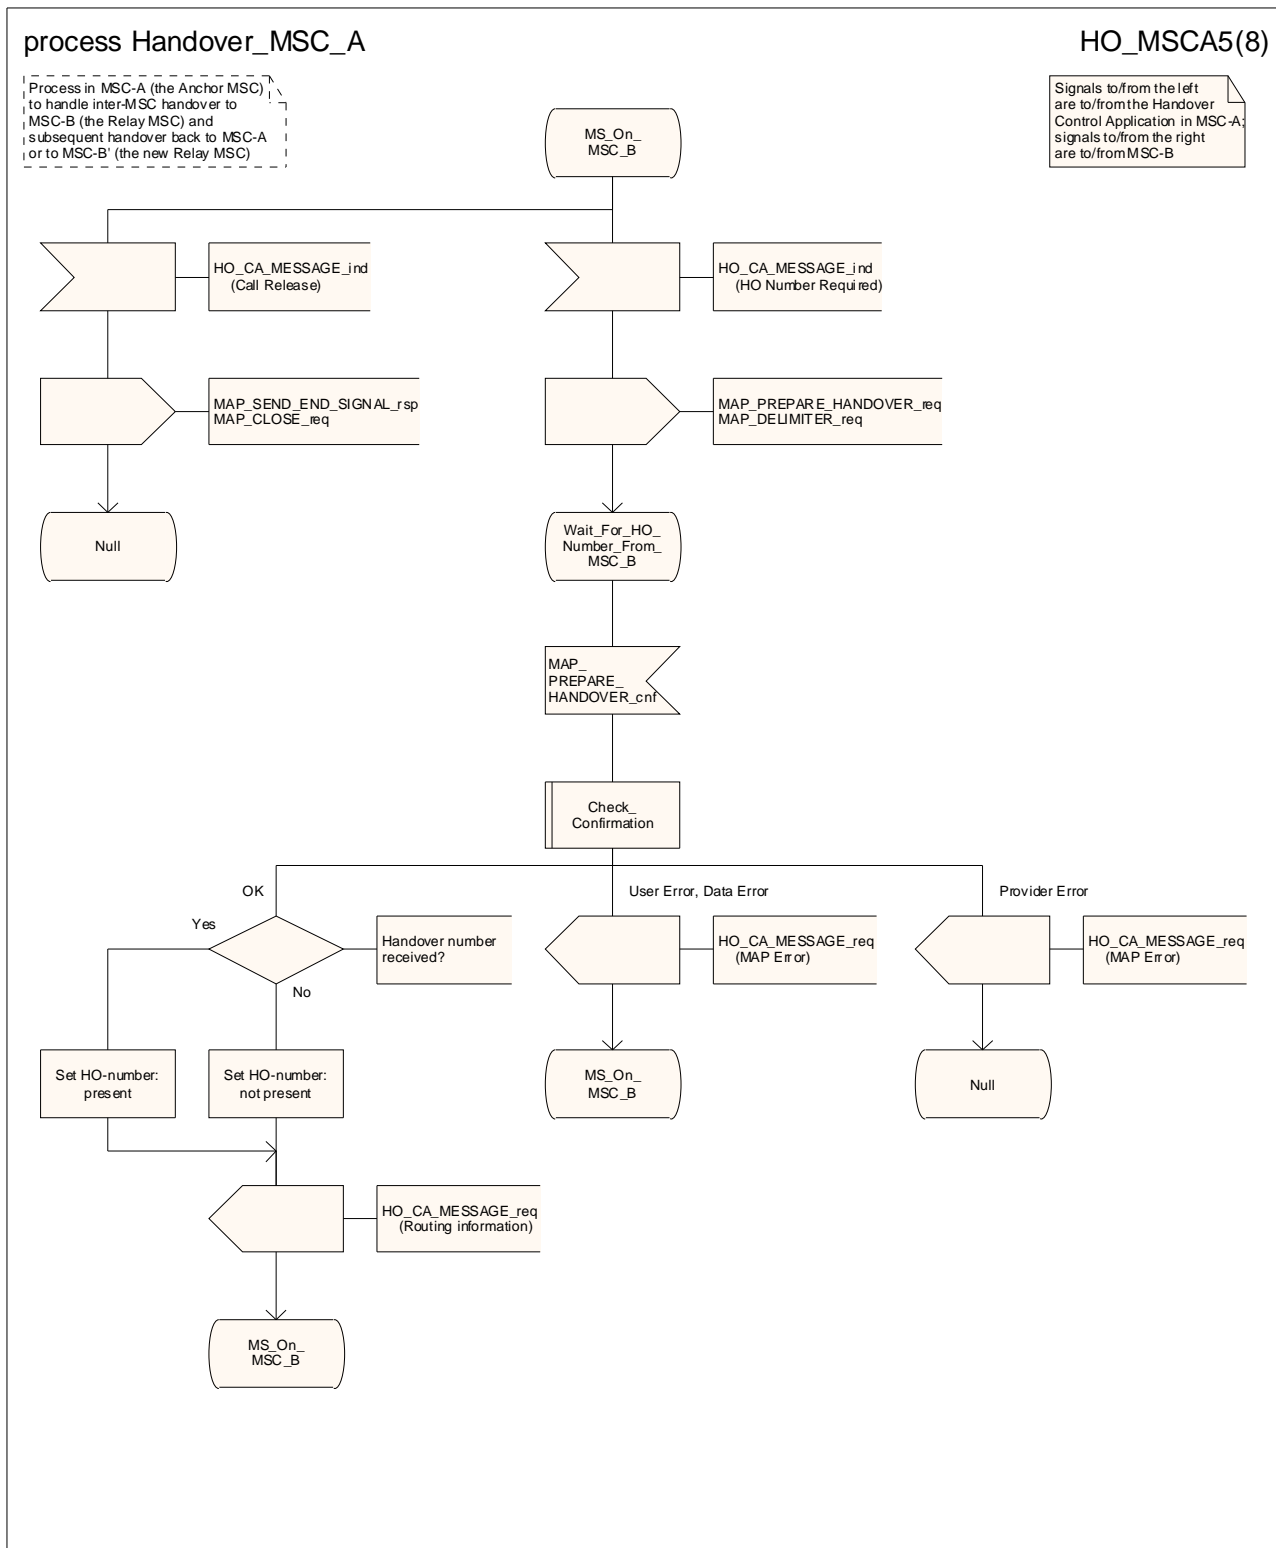 process Handover_MSC_A
HO_MSCA5(8)
Process in MSC-A (the Anchor MSC)
to handle inter-MSC handover to
MSC-B (the Relay MSC) and
subsequent handover back to MSC-A
or to MSC-B' (the new Relay MSC)
Signals to/from the left
are to/from the Handover
Control Application in MSC-A;
signals to/from the right
are to/from MSC-B
MS_On_
MSC_B
HO_CA_MESSAGE_ind
(Call Release)
HO_CA_MESSAGE_ind
(HO Number Required)
MAP_SEND_END_SIGNAL_rsp
MAP_CLOSE_req
MAP_PREPARE_HANDOVER_req
MAP_DELIMITER_req
Null
Wait_For_HO_
Number_From_
MSC_B
MAP_
PREPARE_
HANDOVER_cnf
Check_
Confirmation
OK
User Error, Data Error
Provider Error
Yes
Handover number
received?
No
HO_CA_MESSAGE_req
(MAP Error)
HO_CA_MESSAGE_req
(MAP Error)
Set HO-number:
present
Set HO-number:
not present
MS_On_
MSC_B
Null
HO_CA_MESSAGE_req
(Routing information)
MS_On_
MSC_B